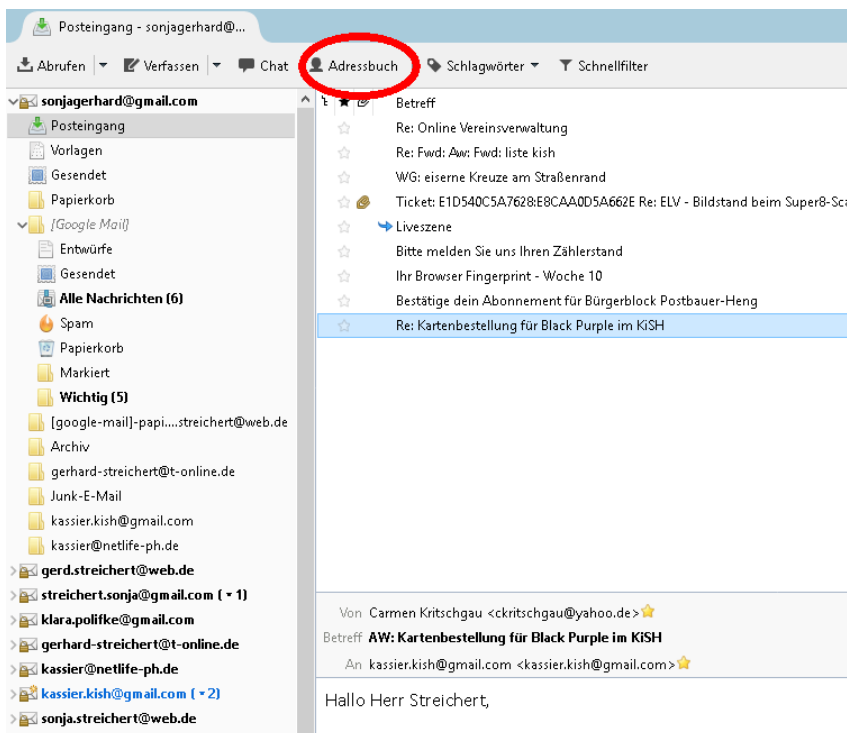 Posteingang - sonjagerhard@...
Abrufen Verfassen Chat Adressbuch Schlagwörter Schnellfilter
sonjagerhard@gmail.com
Posteingang
Vorlagen
Gesendet
Papierkorb
[Google Mail]
Entwürfe
Gesendet
Alle Nachrichten (6)
Spam
Papierkorb
Markiert
Wichtig (5)
[google-mail]-papi....streichert@web.de
Archiv
gerhard-streichert@t-online.de
Junk-E-Mail
kassier.kish@gmail.com
kassier@netlife-ph.de
gerd.streichert@web.de
streichert.sonja@gmail.com ( ▾ 1)
klara.polifke@gmail.com
gerhard-streichert@t-online.de
kassier@netlife-ph.de
kassier.kish@gmail.com ( ▾ 2)
sonja.streichert@web.de
Betreff
Re: Online Vereinsverwaltung
Re: Fwd: Aw: Fwd: liste kish
WG: eiserne Kreuze am Straßenrand
Ticket: E1D540C5A7628:E8CAA0D5A662E Re: ELV - Bildstand beim Super8-Sca
Liveszene
Bitte melden Sie uns Ihren Zählerstand
Ihr Browser Fingerprint - Woche 10
Bestätige dein Abonnement für Bürgerblock Postbauer-Heng
Re: Kartenbestellung für Black Purple im KiSH
Von Carmen Kritschgau <ckritschgau@yahoo.de>
Betreff AW: Kartenbestellung für Black Purple im KiSH
An kassier.kish@gmail.com <kassier.kish@gmail.com>
Hallo Herr Streichert,